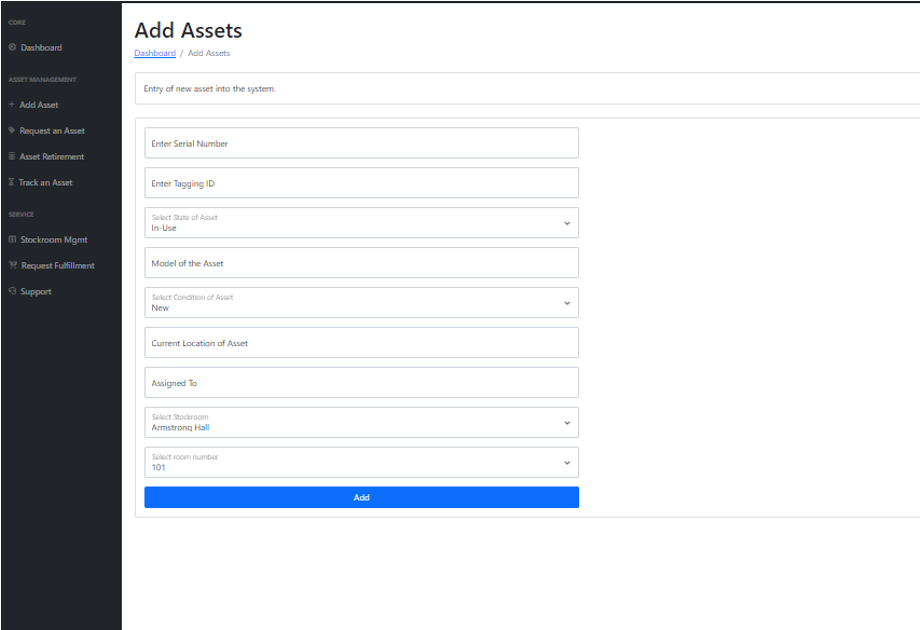 CORE
Dashboard
ASSET MANAGEMENT
Add Asset
Request an Asset
Asset Retirement
Track an Asset
SERVICE
Stockroom Mgmt
Request Fulfillment
Support
Add Assets
Dashboard / Add Assets
Entry of new asset into the system.
Enter Serial Number
Enter Tagging ID
Select State of Asset
In-Use
Model of the Asset
Select Condition of Asset
New
Current Location of Asset
Assigned To
Select Stockroom
Armstrong Hall
Select room number
101
Add